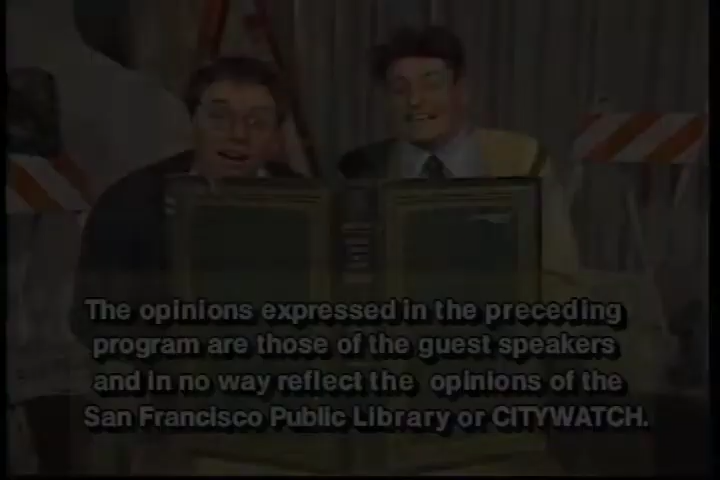 The opinions expressed in the preceding
program are those of the guest speakers
and in no way reflect the opinions of the
San Francisco Public Library or CITYWATCH.